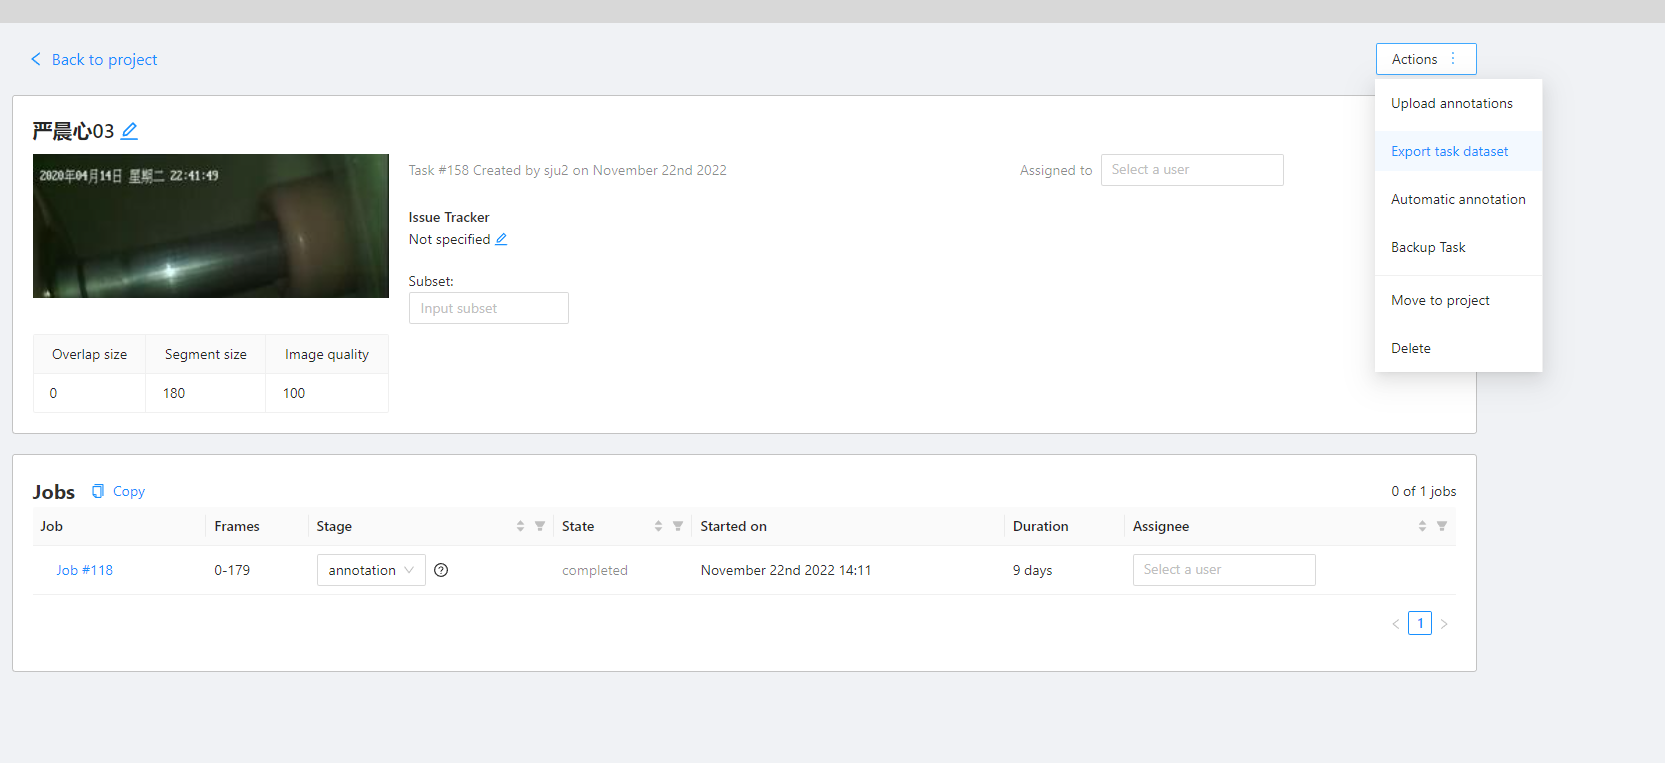 Back to project
Actions
Upload annotations
Export task dataset
Automatic annotation
Backup Task
Move to project
Delete
严晨心03
2020年04月14日 星期二 22:41:49
Task #158 Created by sju2 on November 22nd 2022
Assigned to Select a user
Issue Tracker
Not specified
Subset:
Input subset
Overlap size Segment size Image quality
0 180 100
Jobs Copy 0 of 1 jobs
Job Frames Stage State Started on Duration Assignee
Job #118 0-179 annotation completed November 22nd 2022 14:11 9 days Select a user
1